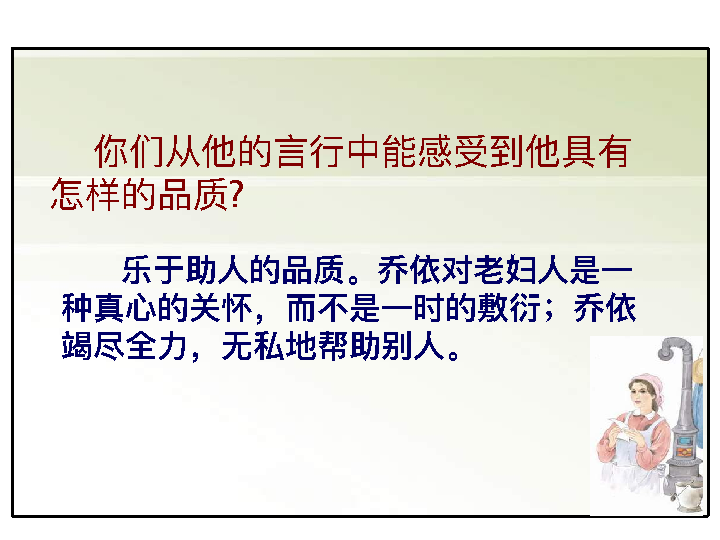 你们从他的言行中能感受到他具有
怎样的品质?
乐于助人的品质。乔依对老妇人是一
种真心的关怀，而不是一时的敷衍；乔依
竭尽全力，无私地帮助别人。